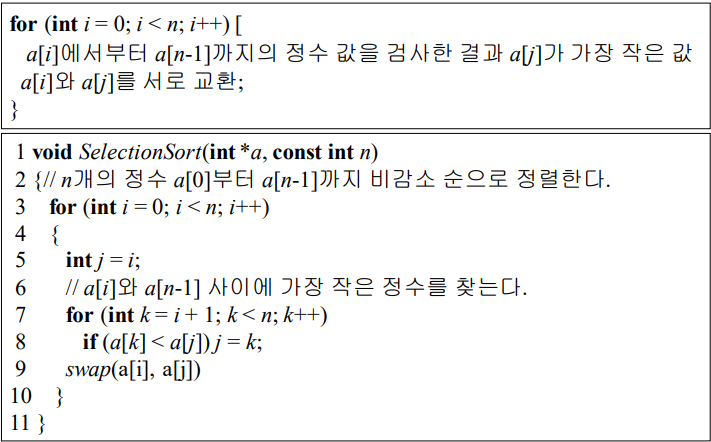 for (int i = 0; i < n; i++) [
a[i]에서부터 a[n-1]까지의 정수 값을 검사한 결과 a[j]가 가장 작은 값
a[i]와 a[j]를 서로 교환;
}
1 void SelectionSort(int *a, const int n)
2 {// n개의 정수 a[0]부터 a[n-1]까지 비감소 순으로 정렬한다.
3 for (int i = 0; i < n; i++)
4 {
5 int j = i;
6 // a[i]와 a[n-1] 사이에 가장 작은 정수를 찾는다.
7 for (int k = i + 1; k < n; k++)
8 if (a[k] < a[j]) j = k;
9 swap(a[i], a[j])
10 }
11 }